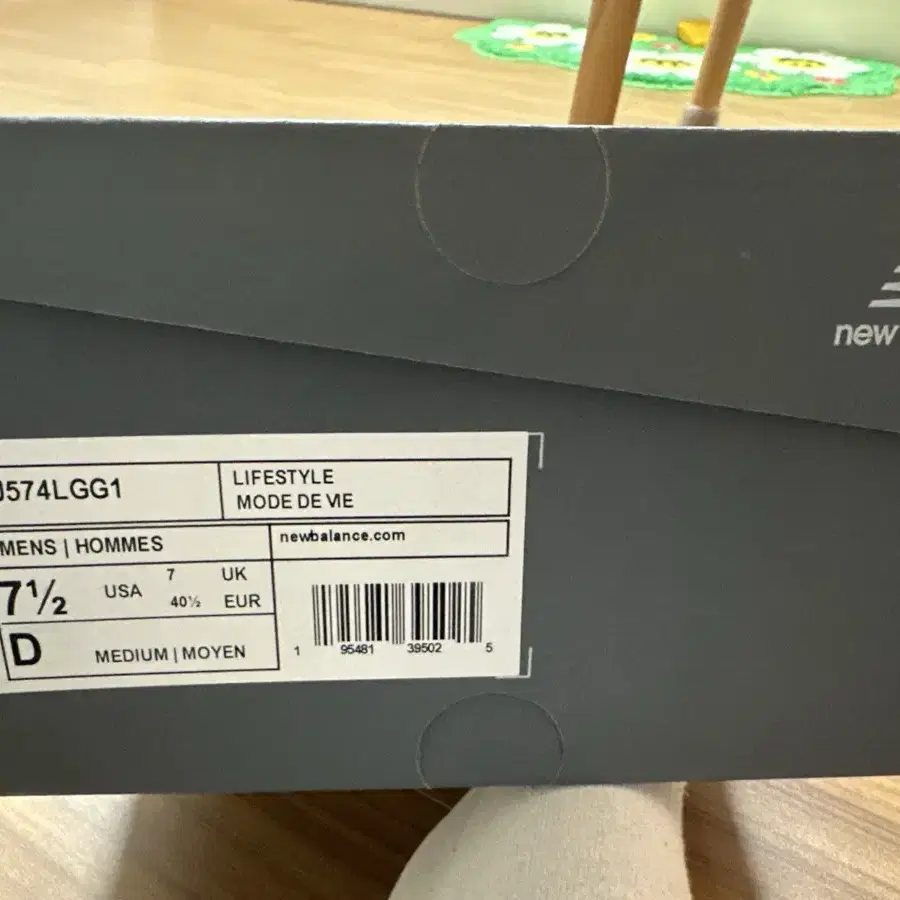 new
574LGG1
LIFESTYLE
MODE DE VIE
MENS | HOMMES
newbalance.com
7½ USA 7 UK
40½ EUR
D MEDIUM | MOYEN
1 95481 39502 5